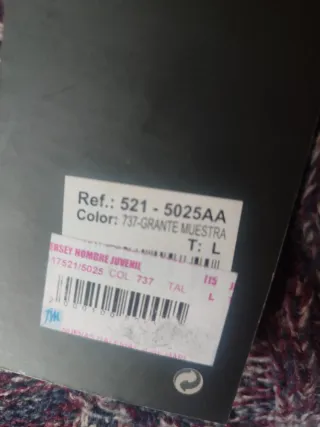 Ref.: 521 - 5025AA
Color: 737-GRANTE MUESTRA
T: L
JERSEY HOMBRE JUVENIL
17521/5025 COL 737 TAL
L